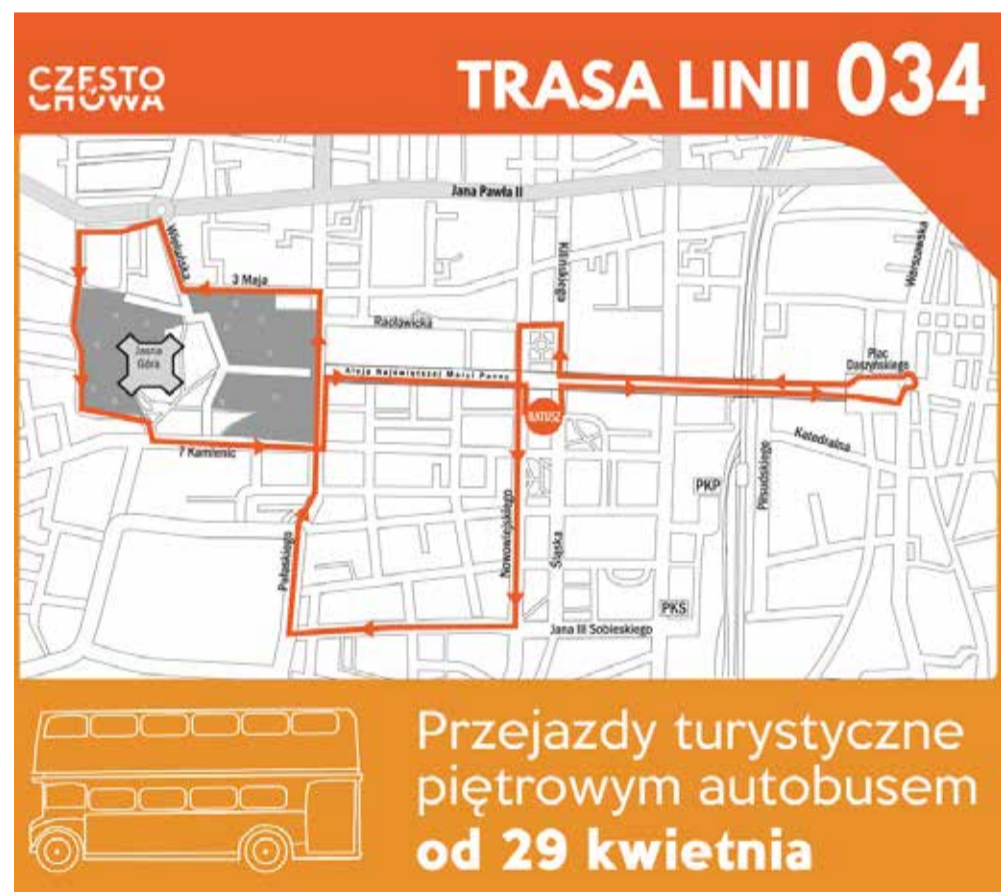 CZĘSTO
CHOWA
TRASA LINII 034
Jana Pawła II
Wieluńska
3 Maja
Kilińskiego
Warszawska
Racławicka
Jasna
Góra
Aleja Najświętszej Maryi Panny
Plac
Daszyńskiego
RATUSZ
7 Kamienic
Katedralna
PKP
Piłsudskiego
Pułaskiego
Nowowiejskiego
Śląska
PKS
Jana III Sobieskiego
Przejazdy turystyczne
piętrowym autobusem
od 29 kwietnia